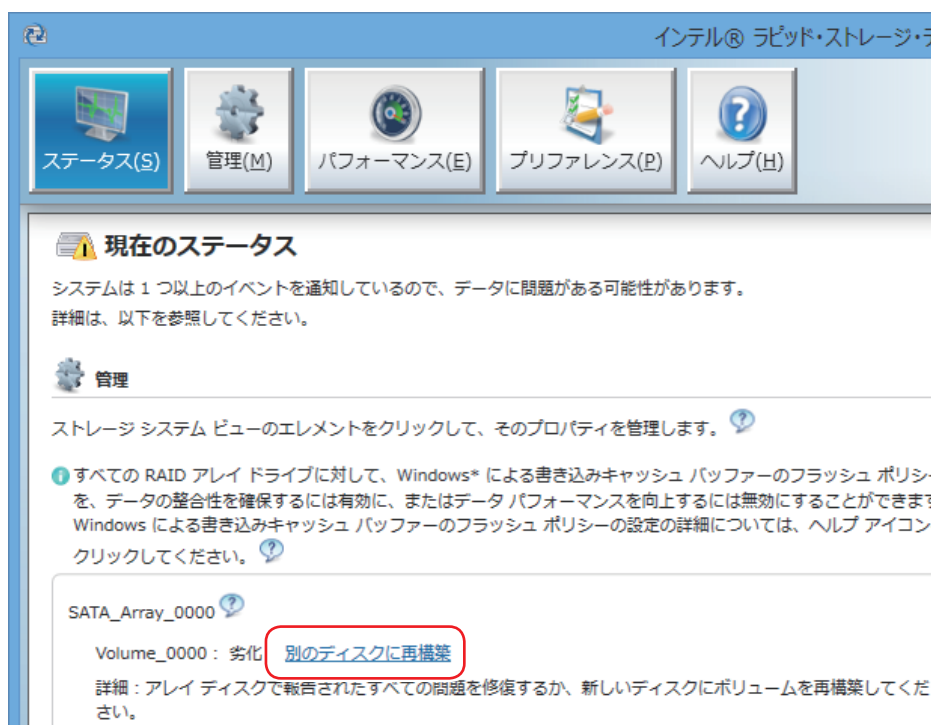 インテル® ラピッド・ストレージ・テ
ステータス(S) 管理(M) パフォーマンス(E) プリファレンス(P) ヘルプ(H)
現在のステータス
システムは 1 つ以上のイベントを通知しているので、データに問題がある可能性があります。
詳細は、以下を参照してください。
管理
ストレージ システム ビューのエレメントをクリックして、そのプロパティを管理します。
すべての RAID アレイ ドライブに対して、Windows* による書き込みキャッシュ バッファーのフラッシュ ポリシー
を、データの整合性を確保するには有効に、またはデータ パフォーマンスを向上するには無効にすることができます
Windows による書き込みキャッシュ バッファーのフラッシュ ポリシーの設定の詳細については、ヘルプ アイコン
クリックしてください。
SATA_Array_0000
Volume_0000： 劣化 別のディスクに再構築
詳細：アレイ ディスクで報告されたすべての問題を修復するか、新しいディスクにボリュームを再構築してくだ
さい。